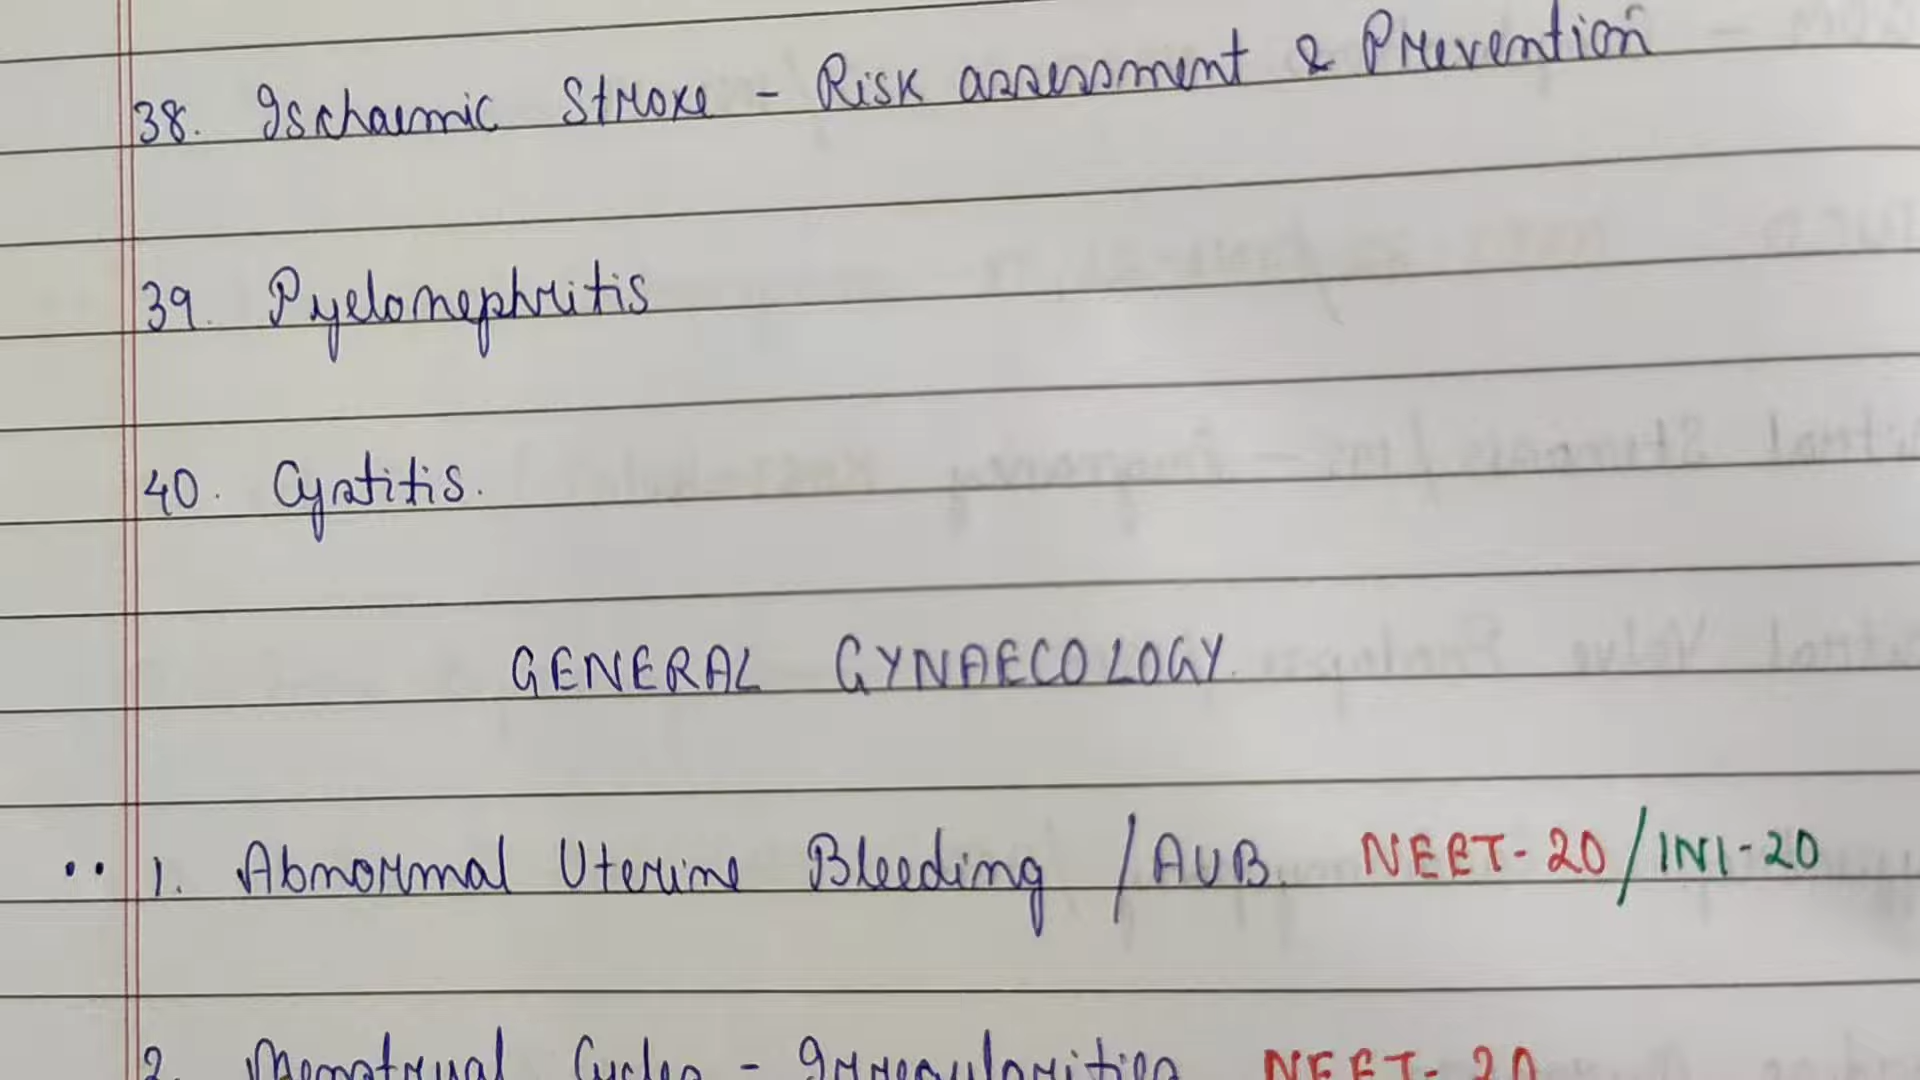 38. Ischaemic Stroke - Risk assessment & Prevention
39. Pyelonephritis
40. Cystitis.
GENERAL GYNAECOLOGY.
•• 1. Abnormal Uterine Bleeding / AUB. NEET-20 / INI-20
2. Menstrual Cycles - Irregularities NEET-20